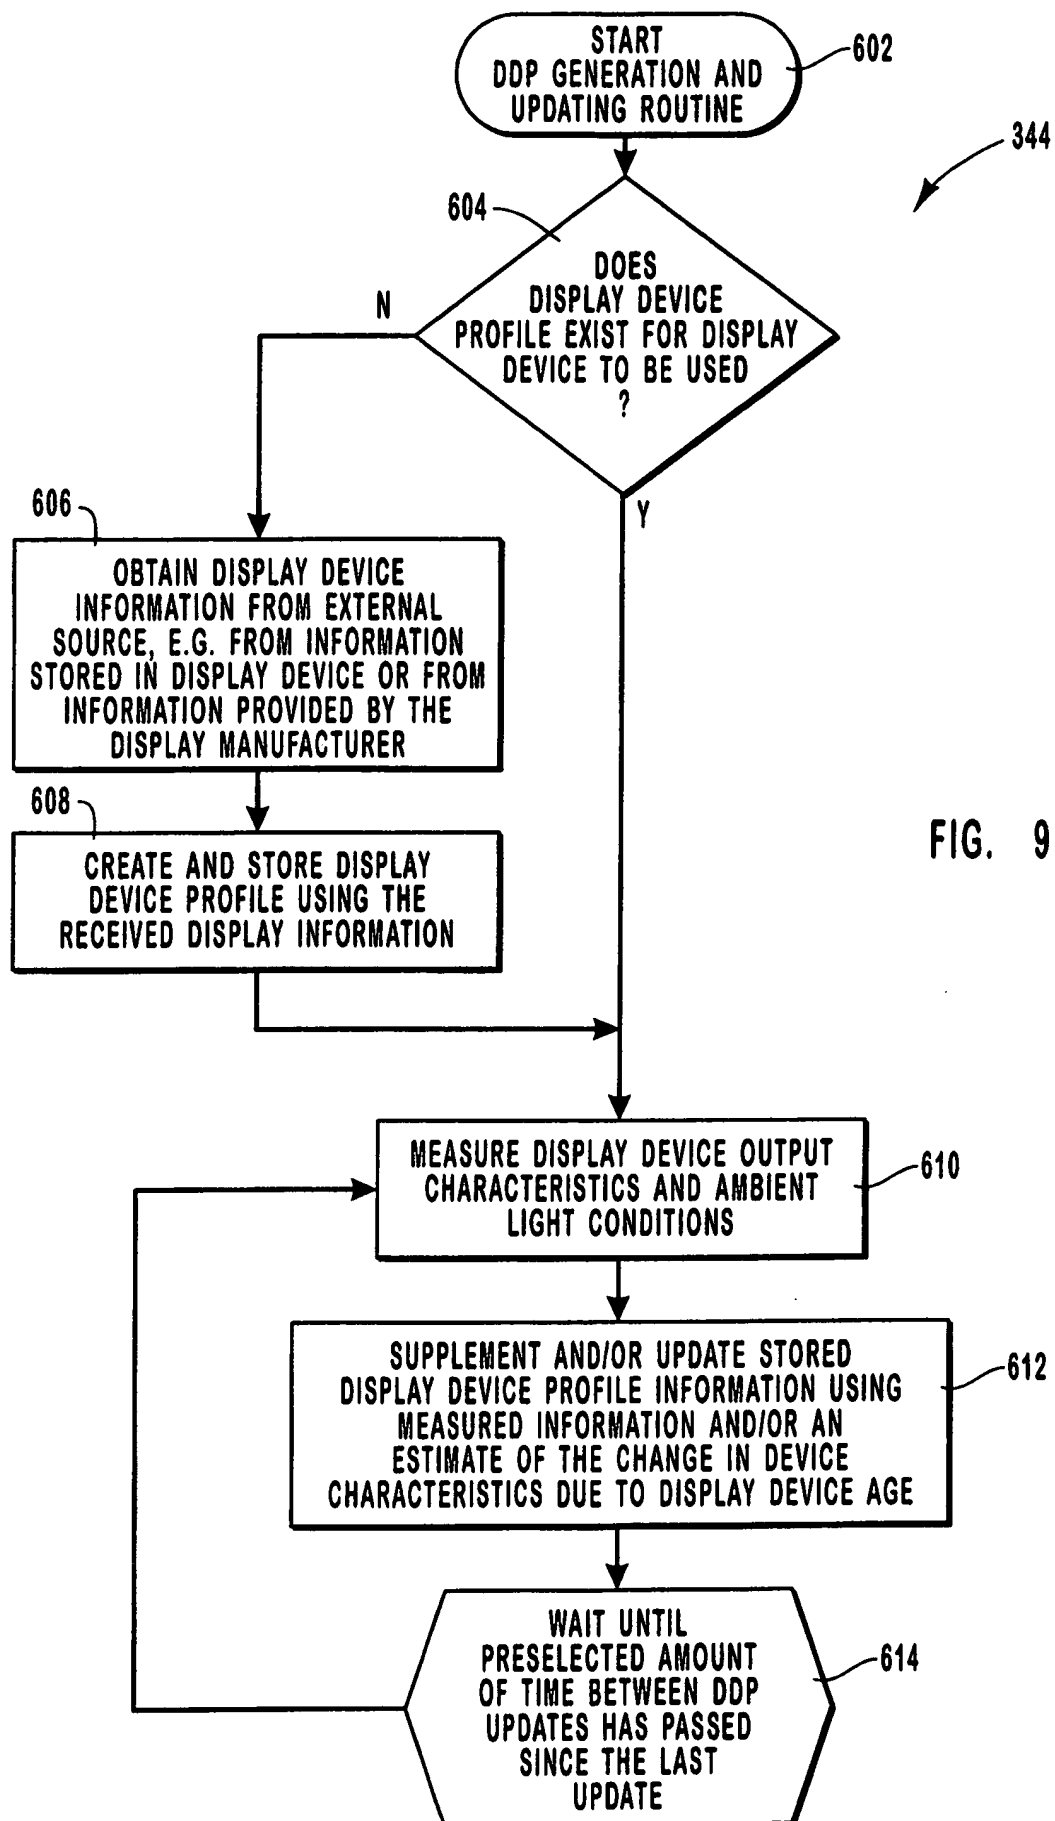 START
DDP GENERATION AND
UPDATING ROUTINE
602
344
604
DOES
DISPLAY DEVICE
PROFILE EXIST FOR DISPLAY
DEVICE TO BE USED
?
N
Y
606
OBTAIN DISPLAY DEVICE
INFORMATION FROM EXTERNAL
SOURCE, E.G. FROM INFORMATION
STORED IN DISPLAY DEVICE OR FROM
INFORMATION PROVIDED BY THE
DISPLAY MANUFACTURER
608
CREATE AND STORE DISPLAY
DEVICE PROFILE USING THE
RECEIVED DISPLAY INFORMATION
FIG. 9
MEASURE DISPLAY DEVICE OUTPUT
CHARACTERISTICS AND AMBIENT
LIGHT CONDITIONS
610
SUPPLEMENT AND/OR UPDATE STORED
DISPLAY DEVICE PROFILE INFORMATION USING
MEASURED INFORMATION AND/OR AN
ESTIMATE OF THE CHANGE IN DEVICE
CHARACTERISTICS DUE TO DISPLAY DEVICE AGE
612
WAIT UNTIL
PRESELECTED AMOUNT
OF TIME BETWEEN DDP
UPDATES HAS PASSED
SINCE THE LAST
UPDATE
614